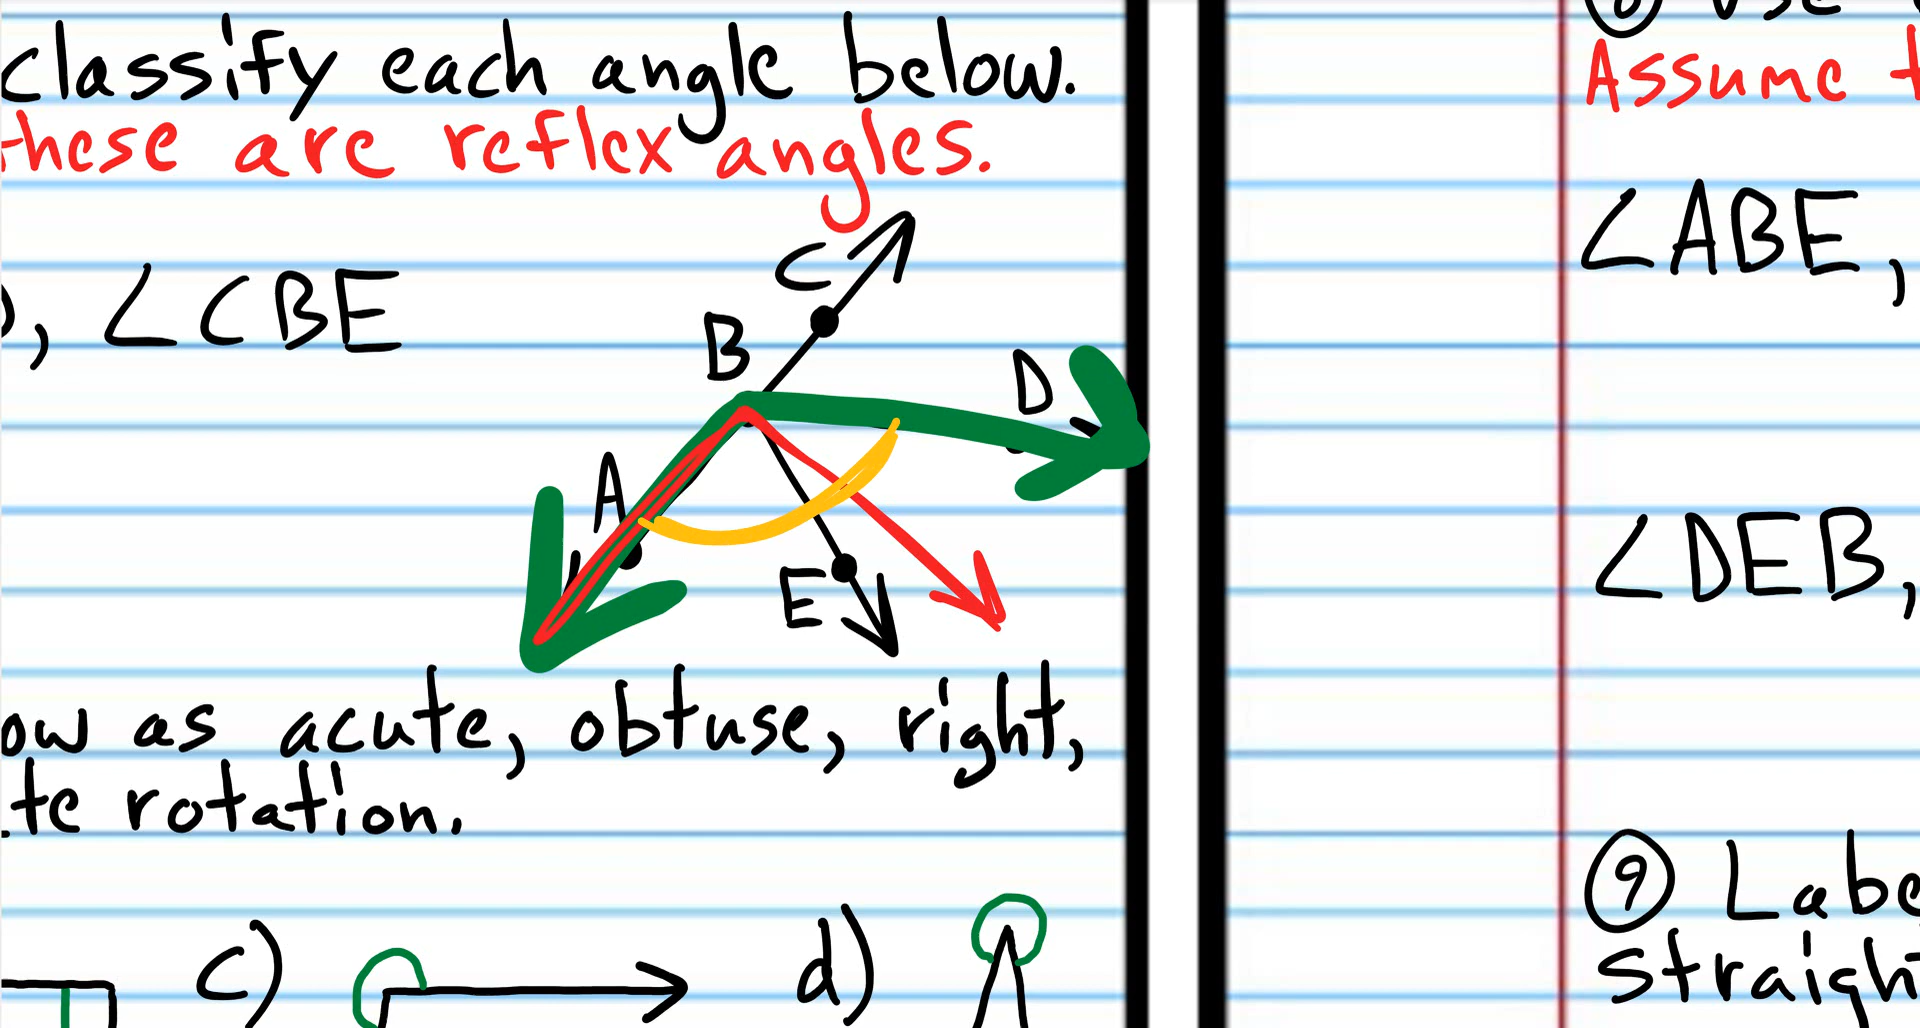 classify each angle below.
these are reflex angles.
, ∠CBE
C
B
D
A
E
ow as acute, obtuse, right,
te rotation.
c)
d)
Assume
∠ABE,
∠DEB,
⑨ Labe
straigh